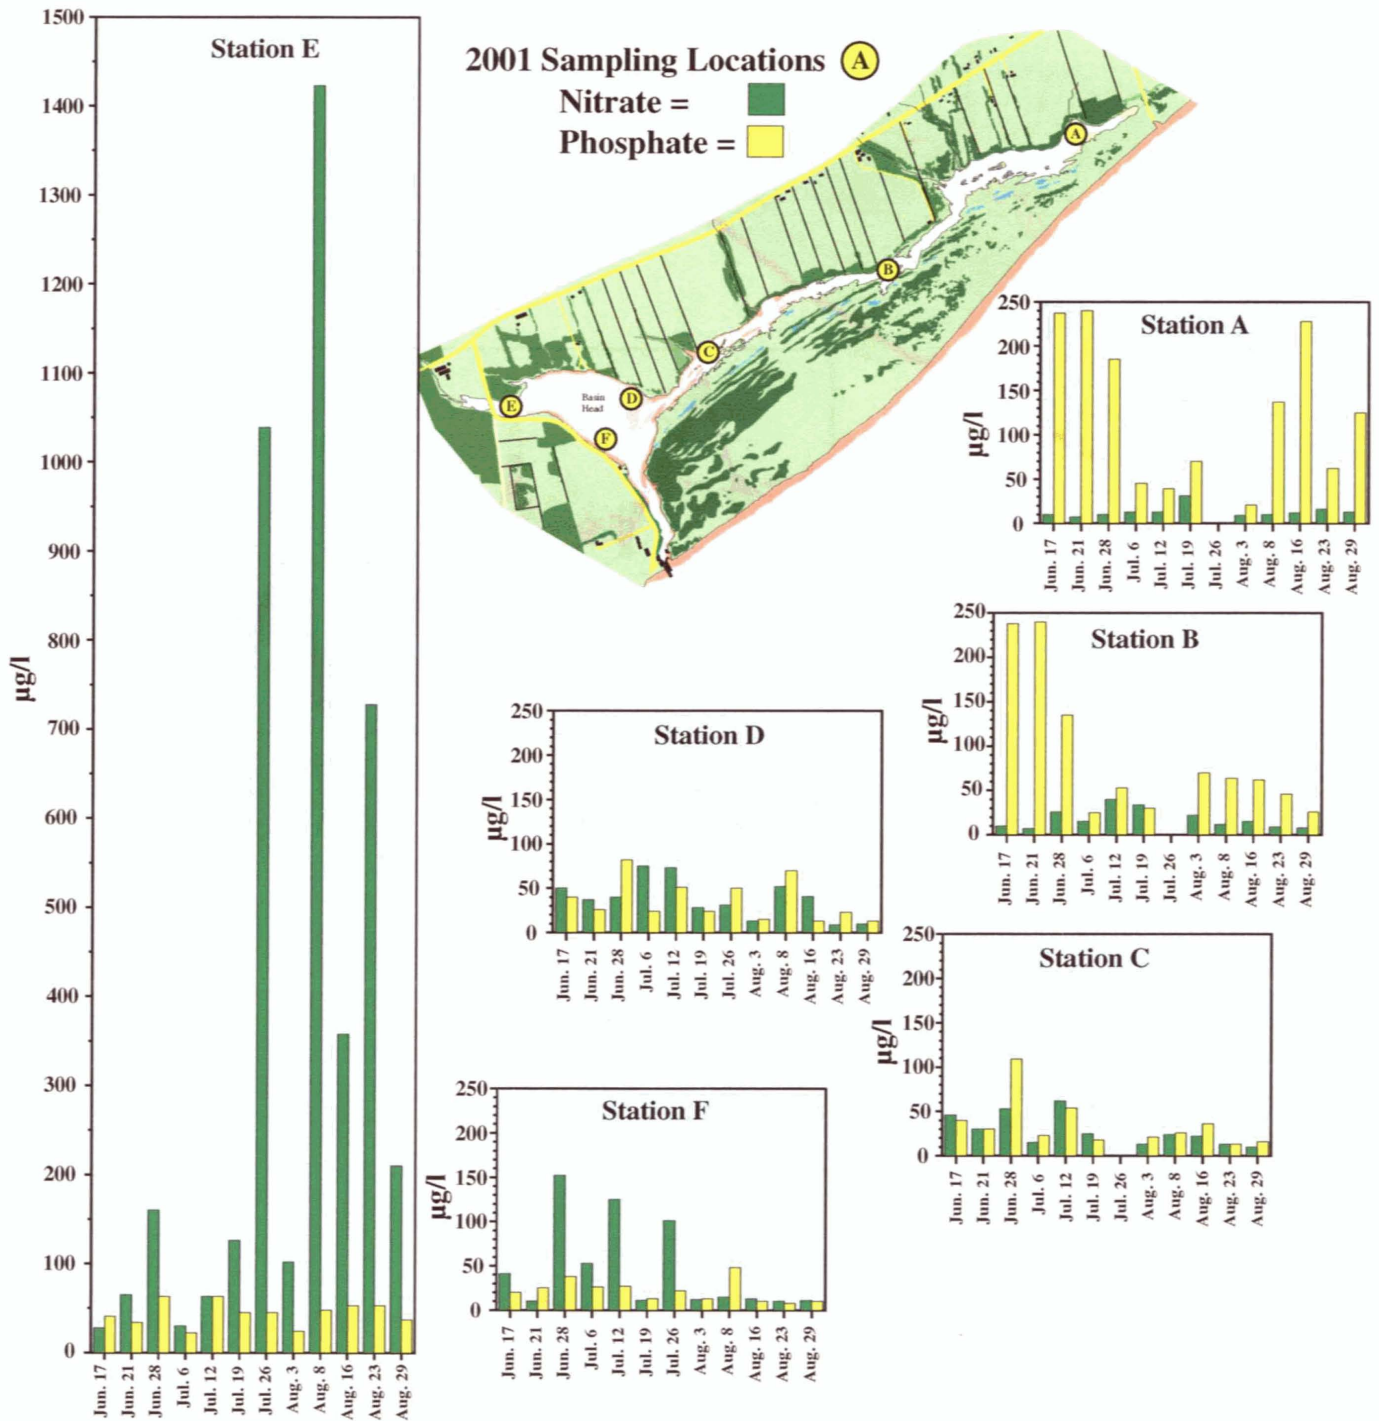 2001 Sampling Locations A
Nitrate =
Phosphate =
A
B
C
D
E
F
Basin
Head
Station E
µg/l
1500
1400
1300
1200
1100
1000
900
800
700
600
500
400
300
200
100
0
Jun. 17
Jun. 21
Jun. 28
Jul. 6
Jul. 12
Jul. 19
Jul. 26
Aug. 3
Aug. 8
Aug. 16
Aug. 23
Aug. 29
Station A
µg/l
250
200
150
100
50
0
Jun. 17
Jun. 21
Jun. 28
Jul. 6
Jul. 12
Jul. 19
Jul. 26
Aug. 3
Aug. 8
Aug. 16
Aug. 23
Aug. 29
Station B
µg/l
250
200
150
100
50
0
Jun. 17
Jun. 21
Jun. 28
Jul. 6
Jul. 12
Jul. 19
Jul. 26
Aug. 3
Aug. 8
Aug. 16
Aug. 23
Aug. 29
Station D
µg/l
250
200
150
100
50
0
Jun. 17
Jun. 21
Jun. 28
Jul. 6
Jul. 12
Jul. 19
Jul. 26
Aug. 3
Aug. 8
Aug. 16
Aug. 23
Aug. 29
Station C
µg/l
250
200
150
100
50
0
Jun. 17
Jun. 21
Jun. 28
Jul. 6
Jul. 12
Jul. 19
Jul. 26
Aug. 3
Aug. 8
Aug. 16
Aug. 23
Aug. 29
Station F
µg/l
250
200
150
100
50
0
Jun. 17
Jun. 21
Jun. 28
Jul. 6
Jul. 12
Jul. 19
Jul. 26
Aug. 3
Aug. 8
Aug. 16
Aug. 23
Aug. 29